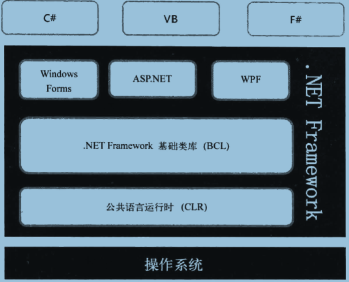 C#
VB
F#
Windows
Forms
ASP.NET
WPF
.NET Framework 基础类库 (BCL)
公共语言运行时 (CLR)
.NET Framework
操作系统